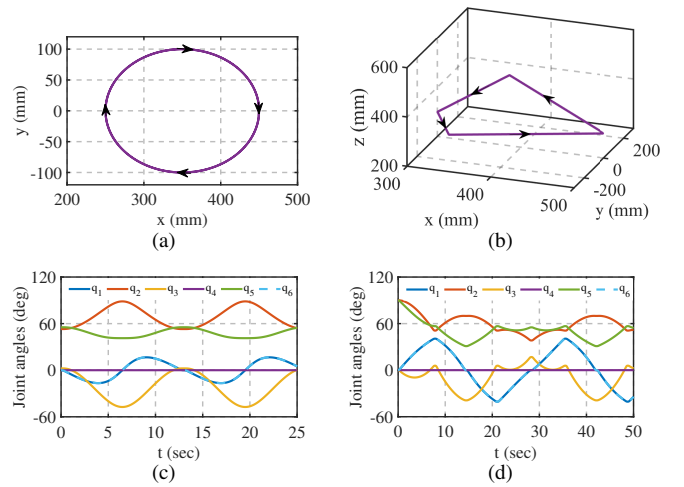 100
50
0
-50
-100
y (mm)
200 300 400 500
x (mm)
(a)
600
400
200
z (mm)
300
400
500
x (mm)
200
0
-200
y (mm)
(b)
q1 q2 q3 q4 q5 q6
120
60
0
-60
Joint angles (deg)
0 5 10 15 20 25
t (sec)
(c)
q1 q2 q3 q4 q5 q6
120
60
0
-60
Joint angles (deg)
0 10 20 30 40 50
t (sec)
(d)